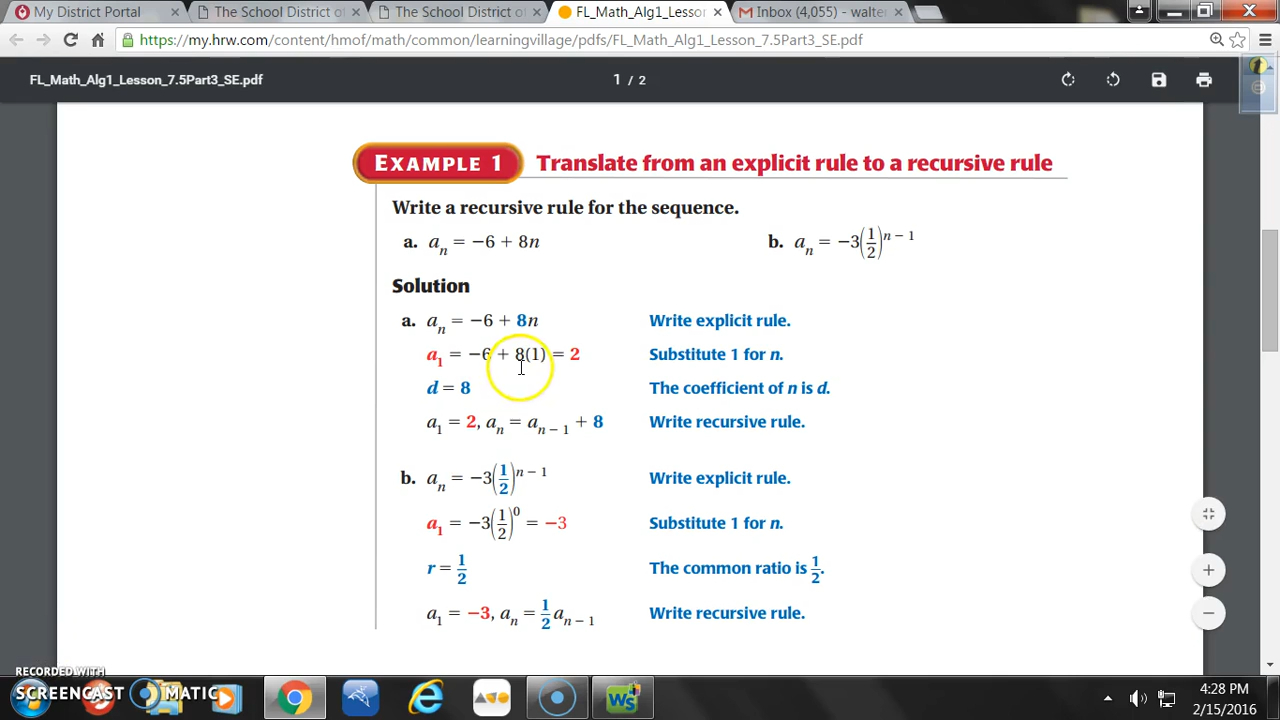 My District Portal × The School District of × The School District of × FL_Math_Alg1_Lesson × Inbox (4,055) - walter ×
https://my.hrw.com/content/hmof/math/common/learningvillage/pdfs/FL_Math_Alg1_Lesson_7.5Part3_SE.pdf
FL_Math_Alg1_Lesson_7.5Part3_SE.pdf 1 / 2
EXAMPLE 1 Translate from an explicit rule to a recursive rule
Write a recursive rule for the sequence.
a. aₙ = −6 + 8n b. aₙ = −3(1/2)ⁿ⁻¹
Solution
a. aₙ = −6 + 8n Write explicit rule.
a₁ = −6 + 8(1) = 2 Substitute 1 for n.
d = 8 The coefficient of n is d.
a₁ = 2, aₙ = aₙ₋₁ + 8 Write recursive rule.
b. aₙ = −3(1/2)ⁿ⁻¹ Write explicit rule.
a₁ = −3(1/2)⁰ = −3 Substitute 1 for n.
r = 1/2 The common ratio is 1/2.
a₁ = −3, aₙ = 1/2 aₙ₋₁ Write recursive rule.
RECORDED WITH
SCREENCAST MATIC
WS
4:28 PM
2/15/2016